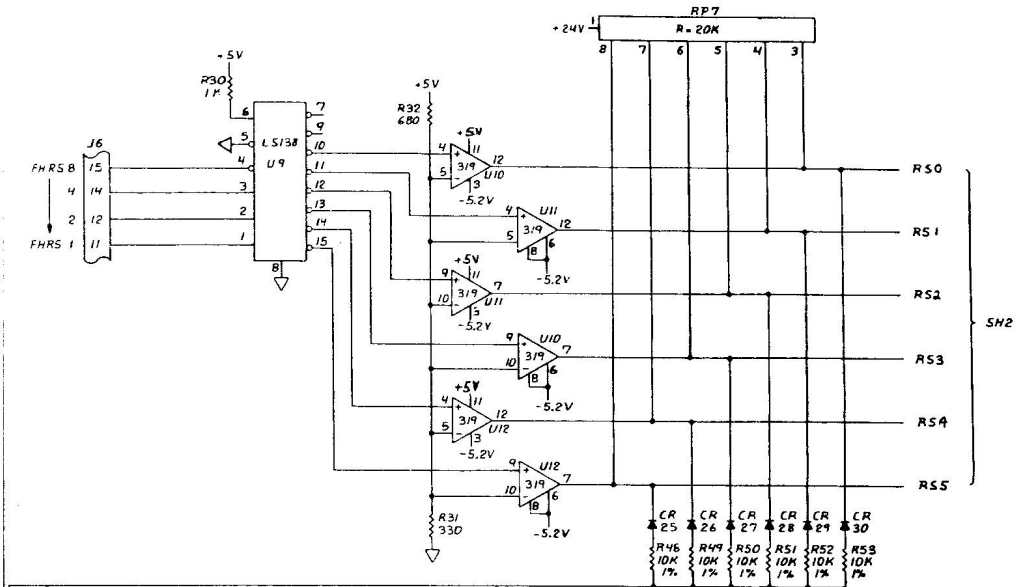 RP7
+24V 1 R=20K
8 7 6 5 4 3
+5V
R30
1K
+5V
R32
680
6 7
5 LS138 9
4 U9 10
3 11
2 12
1 13
14
15
8
J6
FHRS 8 15
4 14
2 12
FHRS 1 11
+5V
4 + 11 12
5 - 319 U10
3
-5.2V
RS0
4 + U11 12
5 - 319
8 6
-5.2V
RS1
+5V
9 + 11 7
10 - 319 U11
3
-5.2V
RS2
9 + U10 7
10 - 319
8 6
-5.2V
RS3
SH2
+5V
4 + 11 12
5 - 319 U12
3
-5.2V
RS4
9 + U12 7
10 - 319
8 6
-5.2V
RS5
R31
330
CR 25 CR 26 CR 27 CR 28 CR 29 CR 30
R48 R49 R50 R51 R52 R53
10K 10K 10K 10K 10K 10K
1% 1% 1% 1% 1% 1%